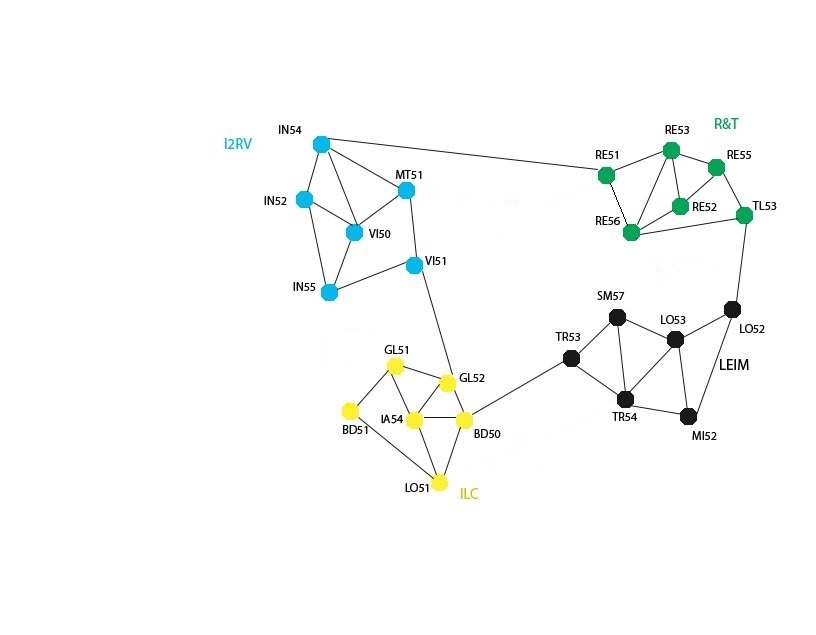 R&T
IN54
RE53
I2RV
RE51
RE55
MT51
IN52
RE52
TL53
RE56
VI50
VI51
IN55
SM57
LO53
LO52
TR53
GL51
LEIM
GL52
IA54
TR54
BD51
BD50
MI52
LO51
ILC